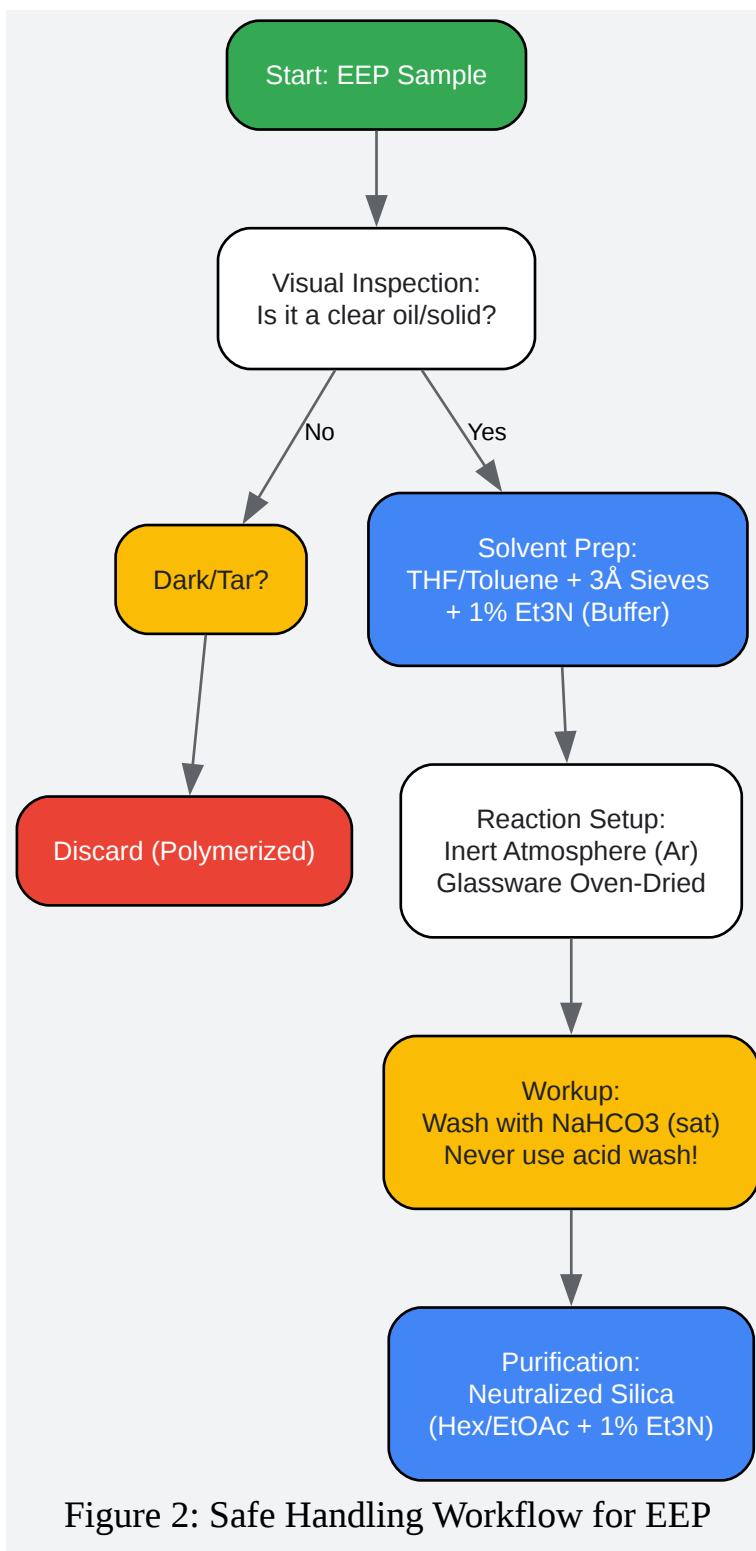 Start: EEP Sample
Visual Inspection:
Is it a clear oil/solid?
No
Yes
Dark/Tar?
Solvent Prep:
THF/Toluene + 3Å Sieves
+ 1% Et3N (Buffer)
Discard (Polymerized)
Reaction Setup:
Inert Atmosphere (Ar)
Glassware Oven-Dried
Workup:
Wash with NaHCO3 (sat)
Never use acid wash!
Purification:
Neutralized Silica
(Hex/EtOAc + 1% Et3N)
Figure 2: Safe Handling Workflow for EEP